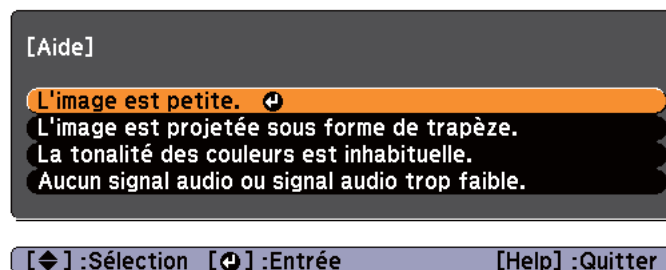 [Aide]
L'image est petite.
L'image est projetée sous forme de trapèze.
La tonalité des couleurs est inhabituelle.
Aucun signal audio ou signal audio trop faible.
[◆] :Sélection [⏎] :Entrée [Help] :Quitter